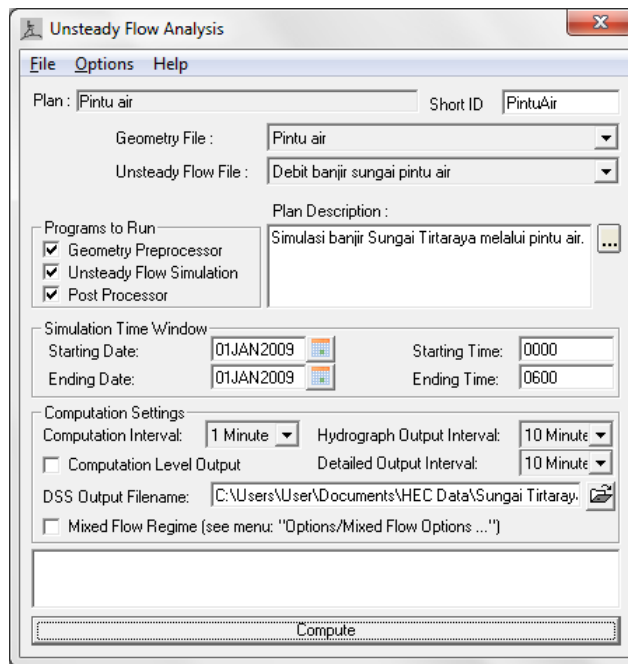 Unsteady Flow Analysis
File Options Help
Plan : Pintu air Short ID PintuAir
Geometry File : Pintu air
Unsteady Flow File : Debit banjir sungai pintu air
Plan Description :
Programs to Run
Geometry Preprocessor
Unsteady Flow Simulation
Post Processor
Simulasi banjir Sungai Tirtaraya melalui pintu air.
...
Simulation Time Window
Starting Date: 01JAN2009 Starting Time: 0000
Ending Date: 01JAN2009 Ending Time: 0600
Computation Settings
Computation Interval: 1 Minute Hydrograph Output Interval: 10 Minute
Computation Level Output Detailed Output Interval: 10 Minute
DSS Output Filename: C:\Users\User\Documents\HEC Data\Sungai Tirtaray
Mixed Flow Regime (see menu: "Options/Mixed Flow Options ...")
Compute